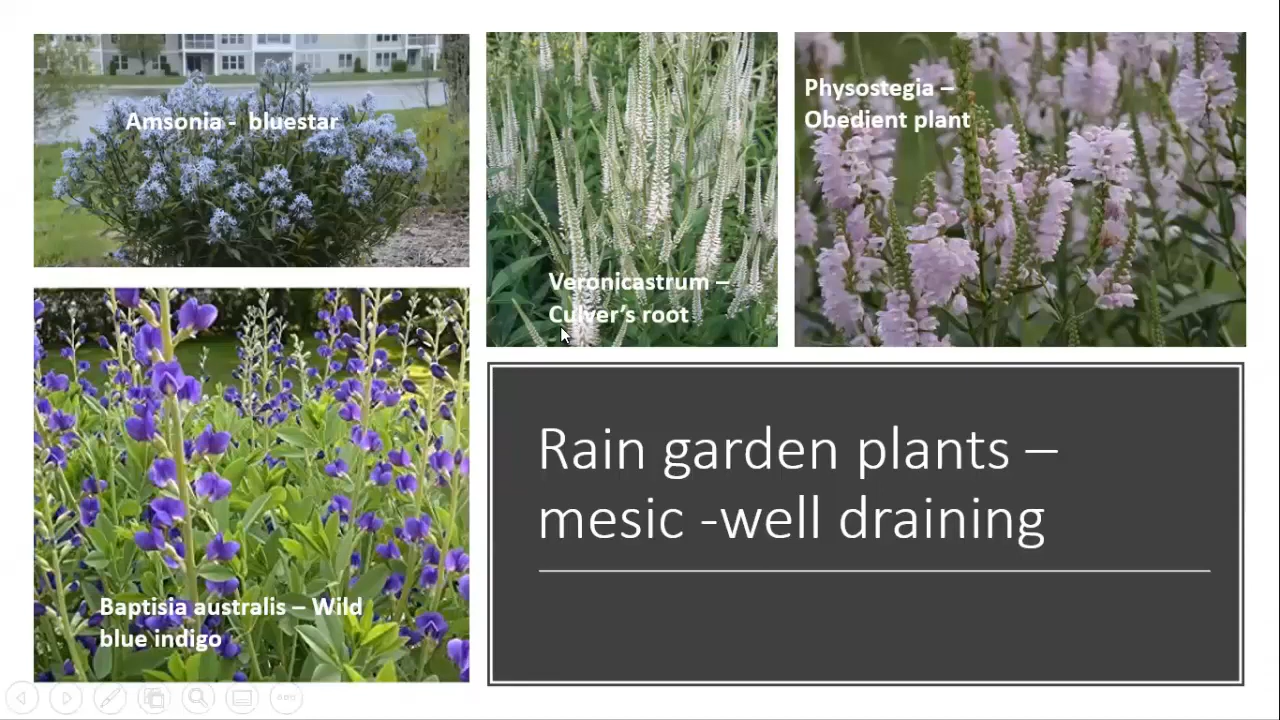 Amsonia -  bluestar
Veronicastrum –
Culver’s root
Physostegia –
Obedient plant
Baptisia australis – Wild
blue indigo
Rain garden plants –
mesic -well draining